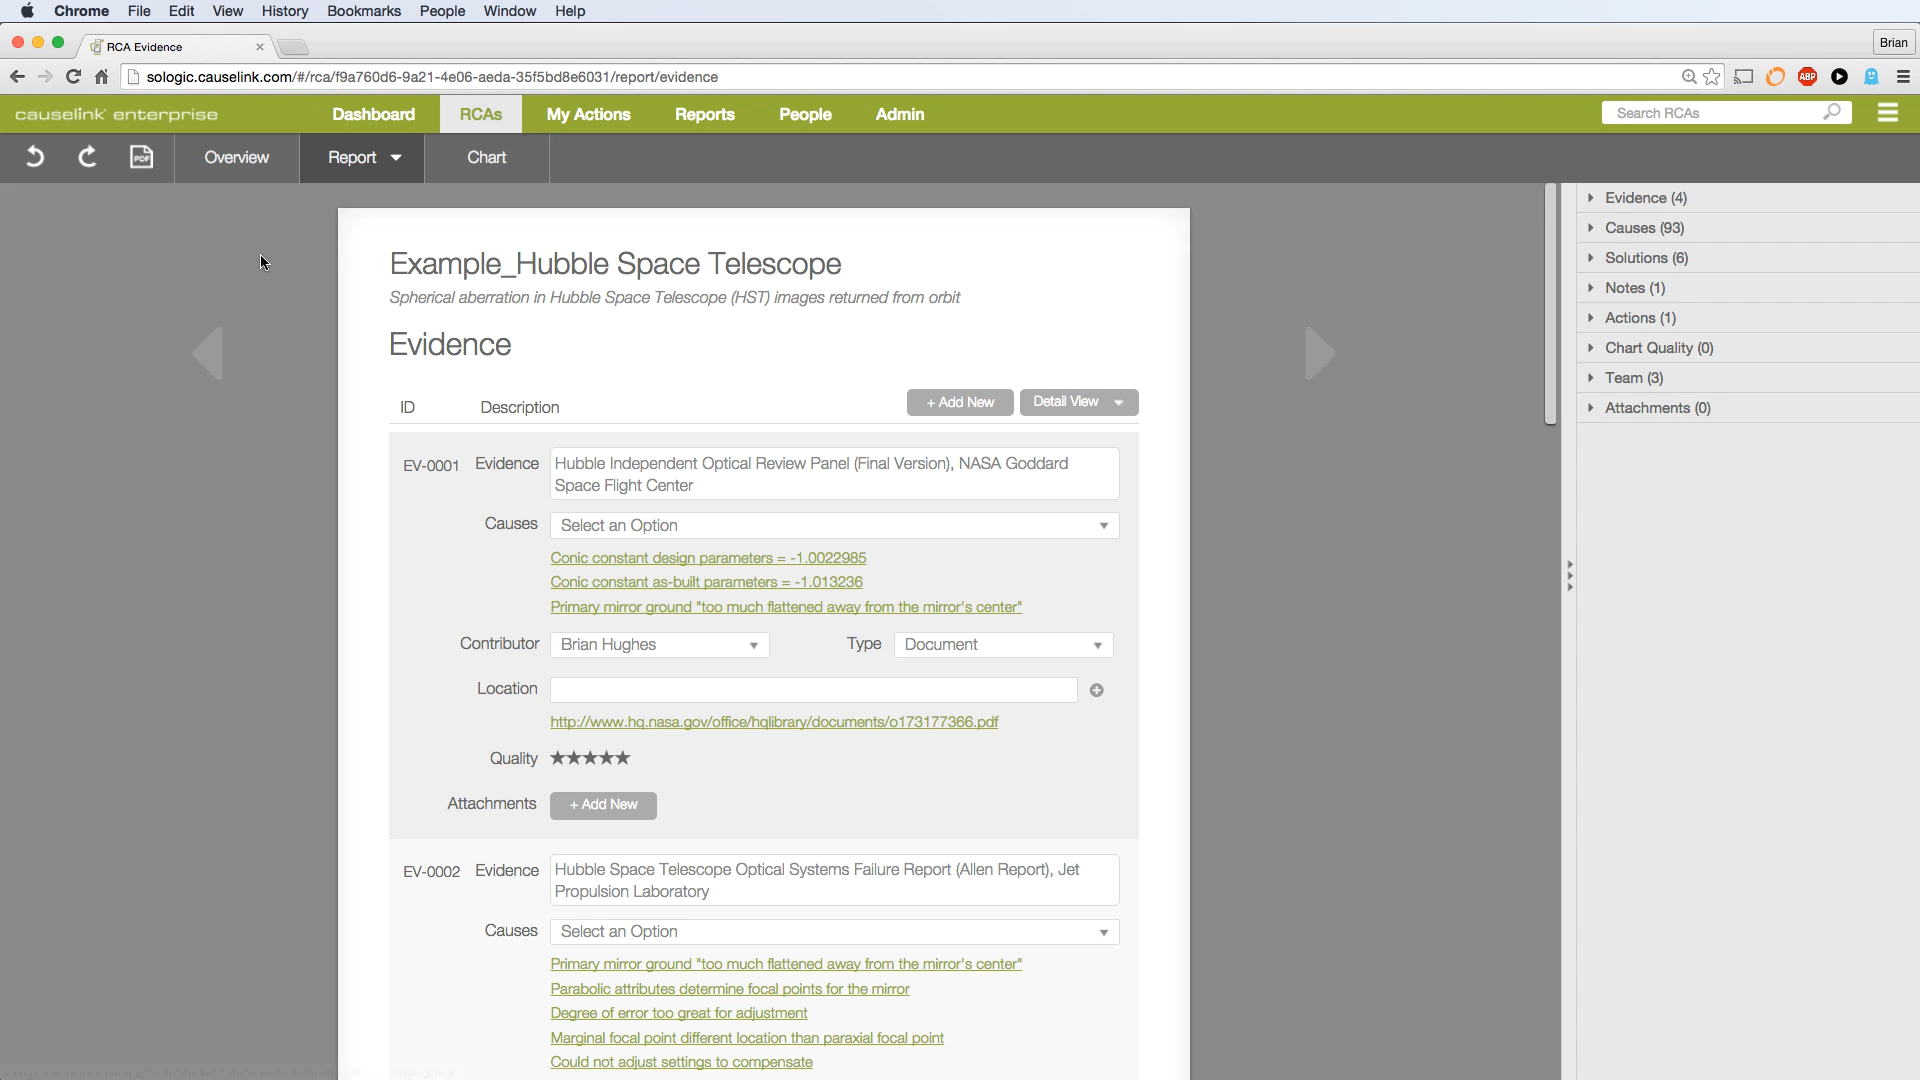 Chrome File Edit View History Bookmarks People Window Help
RCA Evidence
Brian
sologic.causelink.com/#/rca/f9a760d6-9a21-4e06-aeda-35f5bd8e6031/report/evidence
ABP
causelink enterprise Dashboard RCAs My Actions Reports People Admin Search RCAs
PDF Overview Report Chart
Example_Hubble Space Telescope
Spherical aberration in Hubble Space Telescope (HST) images returned from orbit
Evidence
ID Description + Add New Detail View
EV-0001 Evidence Hubble Independent Optical Review Panel (Final Version), NASA Goddard
Space Flight Center
Causes Select an Option
Conic constant design parameters = -1.0022985
Conic constant as-built parameters = -1.013236
Primary mirror ground "too much flattened away from the mirror's center"
Contributor Brian Hughes Type Document
Location
http://www.hq.nasa.gov/office/hqlibrary/documents/o173177366.pdf
Quality ★★★★★
Attachments + Add New
EV-0002 Evidence Hubble Space Telescope Optical Systems Failure Report (Allen Report), Jet
Propulsion Laboratory
Causes Select an Option
Primary mirror ground "too much flattened away from the mirror's center"
Parabolic attributes determine focal points for the mirror
Degree of error too great for adjustment
Marginal focal point different location than paraxial focal point
Could not adjust settings to compensate
Evidence (4)
Causes (93)
Solutions (6)
Notes (1)
Actions (1)
Chart Quality (0)
Team (3)
Attachments (0)